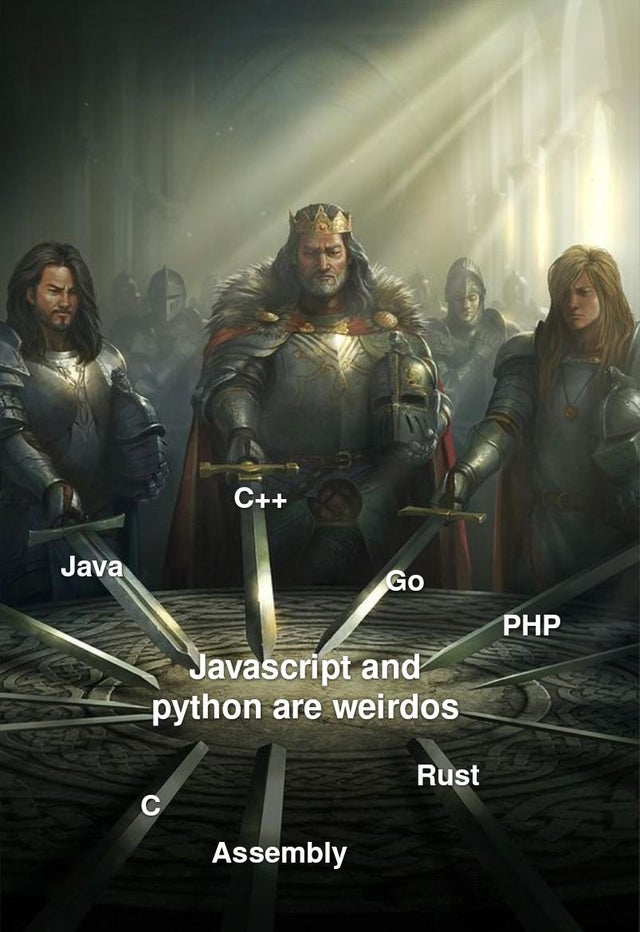 C++
Java
Go
PHP
Javascript and
python are weirdos
Rust
C
Assembly